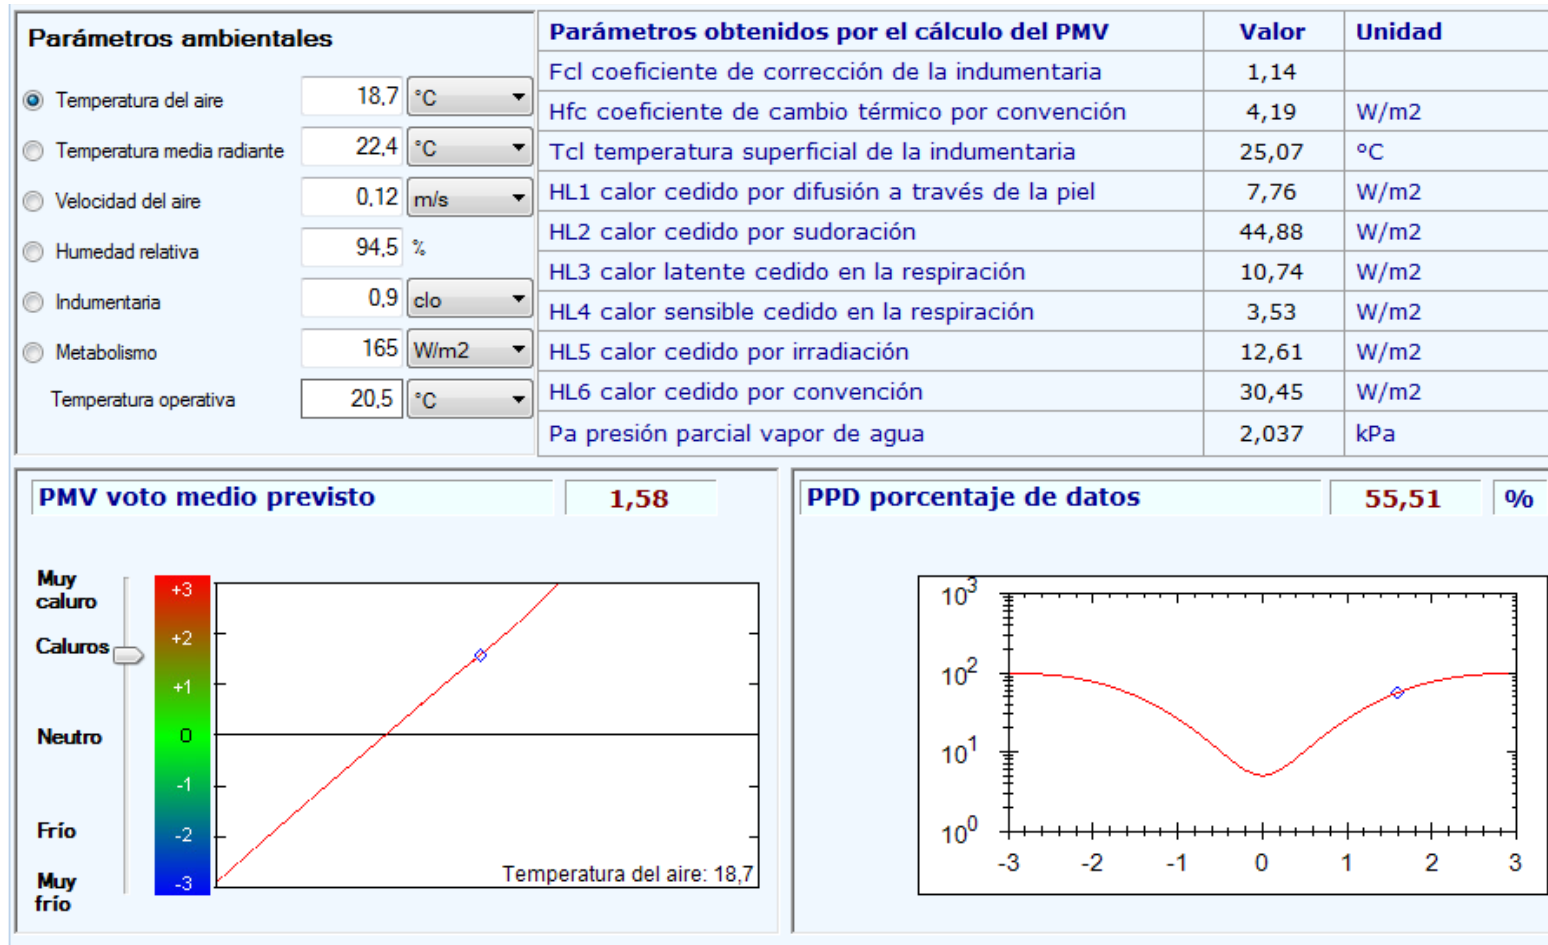 Parámetros ambientales
Temperatura del aire 18,7 °C
Temperatura media radiante 22,4 °C
Velocidad del aire 0,12 m/s
Humedad relativa 94,5 %
Indumentaria 0,9 clo
Metabolismo 165 W/m2
Temperatura operativa 20,5 °C
Parámetros obtenidos por el cálculo del PMV Valor Unidad
Fcl coeficiente de corrección de la indumentaria 1,14
Hfc coeficiente de cambio térmico por convención 4,19 W/m2
Tcl temperatura superficial de la indumentaria 25,07 °C
HL1 calor cedido por difusión a través de la piel 7,76 W/m2
HL2 calor cedido por sudoración 44,88 W/m2
HL3 calor latente cedido en la respiración 10,74 W/m2
HL4 calor sensible cedido en la respiración 3,53 W/m2
HL5 calor cedido por irradiación 12,61 W/m2
HL6 calor cedido por convención 30,45 W/m2
Pa presión parcial vapor de agua 2,037 kPa
PMV voto medio previsto 1,58
Muy
caluro
Caluros
Neutro
Frío
Muy
frío
+3
+2
+1
0
-1
-2
-3
Temperatura del aire: 18,7
PPD porcentaje de datos 55,51 %
10³
10²
10¹
10⁰
-3 -2 -1 0 1 2 3